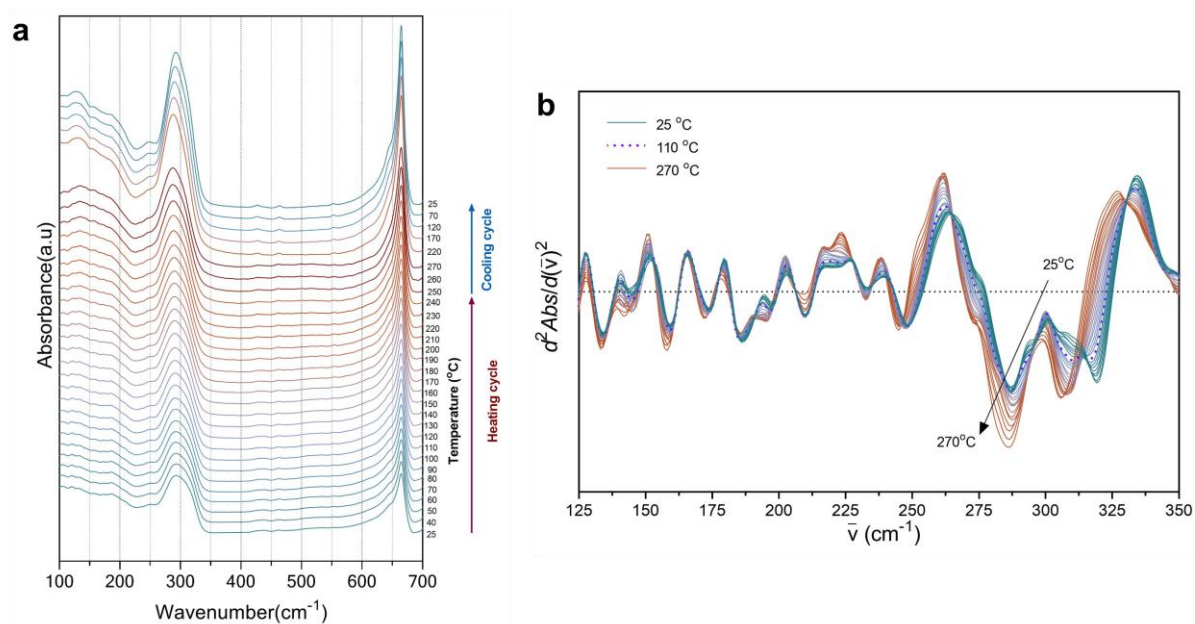 a
Absorbance(a.u)
100 200 300 400 500 600 700
Wavenumber(cm⁻¹)
25
70
120
170
220
270
260
250
240
230
220
210
200
190
180
170
160
150
140
130
120
110
100
90
80
70
60
50
40
25
Temperature (°C)
Cooling cycle
Heating cycle
b
25 °C
110 °C
270 °C
25°C
270°C
d² Abs/d(ν̄)²
125 150 175 200 225 250 275 300 325 350
ν̄ (cm⁻¹)